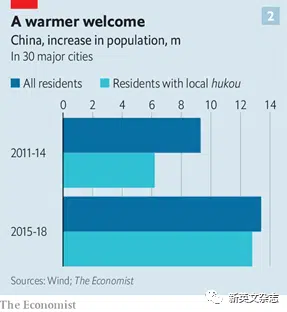 A warmer welcome
2
China, increase in population, m
In 30 major cities
All residents
Residents with local hukou
0 2 4 6 8 10 12 14
2011-14
2015-18
Sources: Wind; The Economist
The Economist
新英文杂志